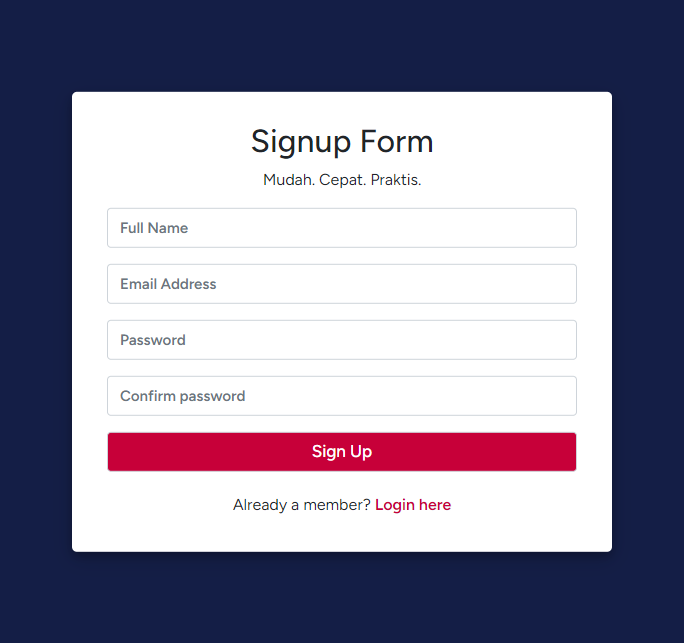 Signup Form
Mudah. Cepat. Praktis.
Full Name
Email Address
Password
Confirm password
Sign Up
Already a member? Login here